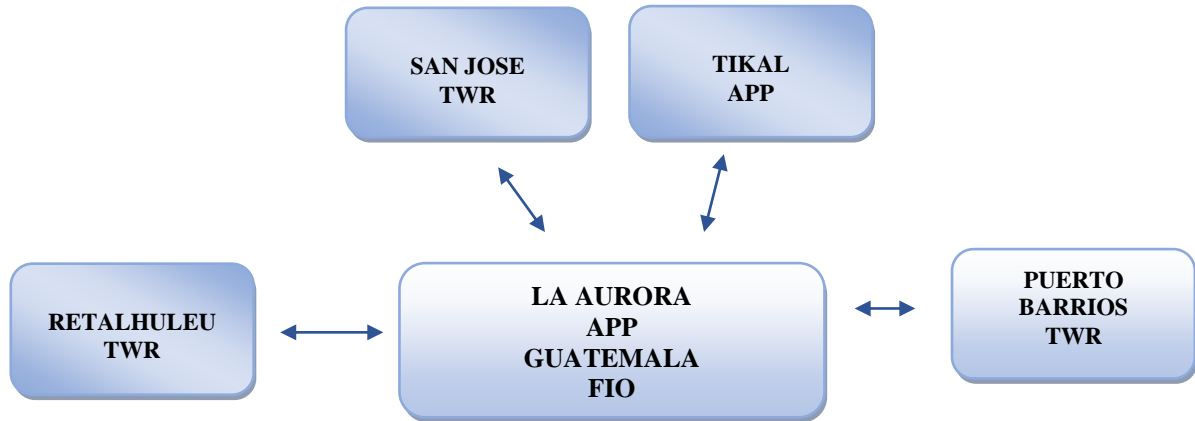 SAN JOSE
TWR
TIKAL
APP
RETALHULEU
TWR
LA AURORA
APP
GUATEMALA
FIO
PUERTO
BARRIOS
TWR